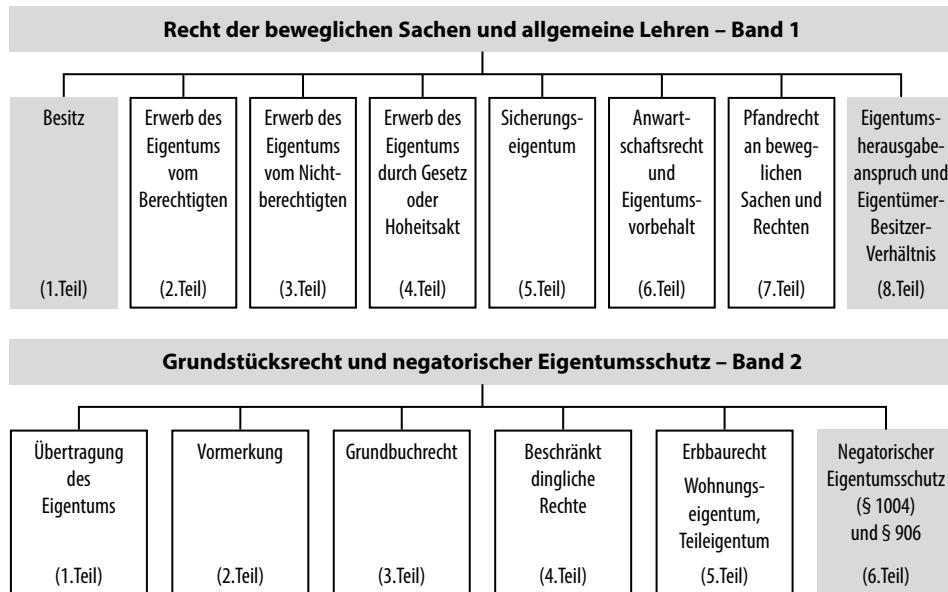 Recht der beweglichen Sachen und allgemeine Lehren – Band 1
Besitz
(1.Teil)
Erwerb des
Eigentums
vom
Berechtigten
(2.Teil)
Erwerb des
Eigentums
vom Nicht-
berechtigten
(3.Teil)
Erwerb des
Eigentums
durch Gesetz
oder
Hoheitsakt
(4.Teil)
Sicherungs-
eigentum
(5.Teil)
Anwart-
schaftsrecht
und
Eigentums-
vorbehalt
(6.Teil)
Pfandrecht
an beweg-
lichen
Sachen und
Rechten
(7.Teil)
Eigentums-
herausgabe-
anspruch und
Eigentümer-
Besitzer-
Verhältnis
(8.Teil)
Grundstücksrecht und negatorischer Eigentumsschutz – Band 2
Übertragung
des
Eigentums
(1.Teil)
Vormerkung
(2.Teil)
Grundbuchrecht
(3.Teil)
Beschränkt
dingliche
Rechte
(4.Teil)
Erbbaurecht
Wohnungs-
eigentum,
Teileigentum
(5.Teil)
Negatorischer
Eigentumsschutz
(§ 1004)
und § 906
(6.Teil)